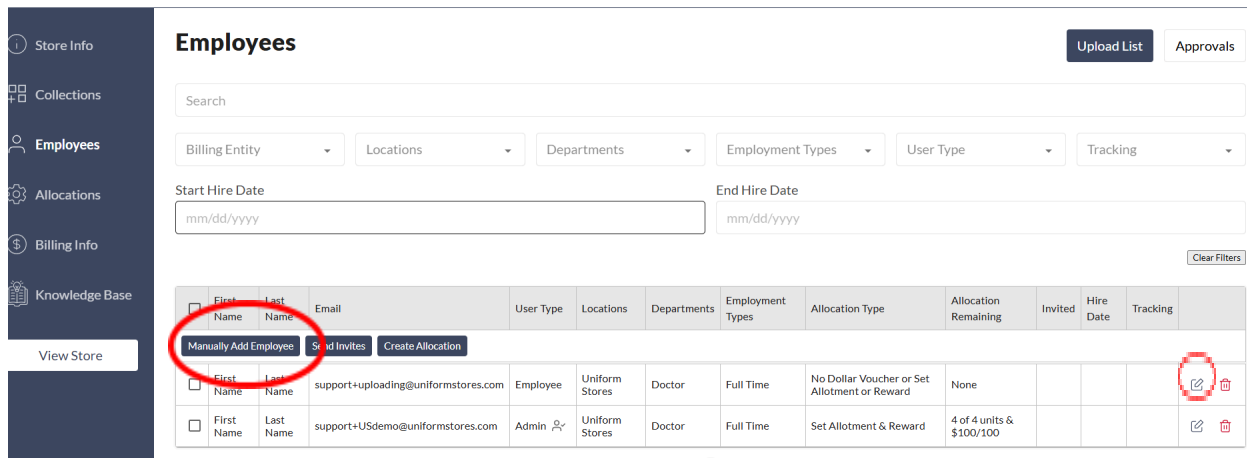 Store Info
Collections
Employees
Allocations
Billing Info
Knowledge Base
View Store
Employees
Upload List
Approvals
Search
Billing Entity
Locations
Departments
Employment Types
User Type
Tracking
Start Hire Date
End Hire Date
mm/dd/yyyy
mm/dd/yyyy
Clear Filters
First Name Last Name Email User Type Locations Departments Employment Types Allocation Type Allocation Remaining Invited Hire Date Tracking
Manually Add Employee Send Invites Create Allocation
First Name Last Name support+uploading@uniformstores.com Employee Uniform Stores Doctor Full Time No Dollar Voucher or Set Allotment or Reward None
First Name Last Name support+USdemo@uniformstores.com Admin Uniform Stores Doctor Full Time Set Allotment & Reward 4 of 4 units & $100/100